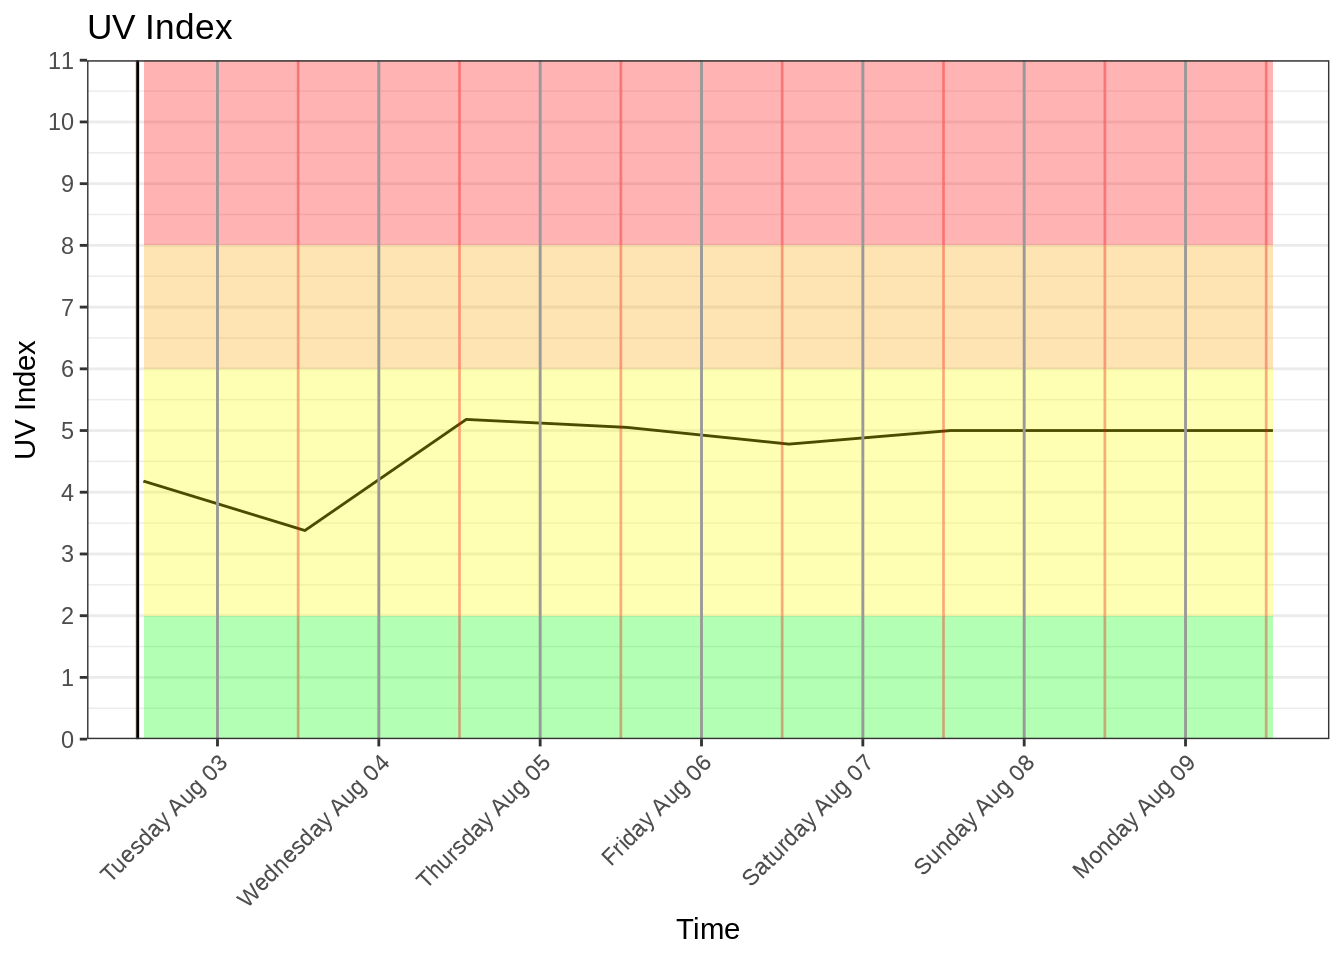 UV Index
11
10
9
8
7
6
5
4
3
2
1
0
UV Index
Tuesday Aug 03
Wednesday Aug 04
Thursday Aug 05
Friday Aug 06
Saturday Aug 07
Sunday Aug 08
Monday Aug 09
Time